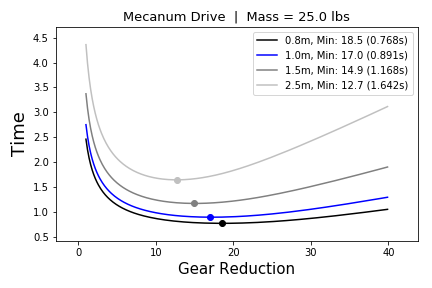 Mecanum Drive | Mass = 25.0 lbs
0.8m, Min: 18.5 (0.768s)
1.0m, Min: 17.0 (0.891s)
1.5m, Min: 14.9 (1.168s)
2.5m, Min: 12.7 (1.642s)
Time
4.5
4.0
3.5
3.0
2.5
2.0
1.5
1.0
0.5
0 10 20 30 40
Gear Reduction